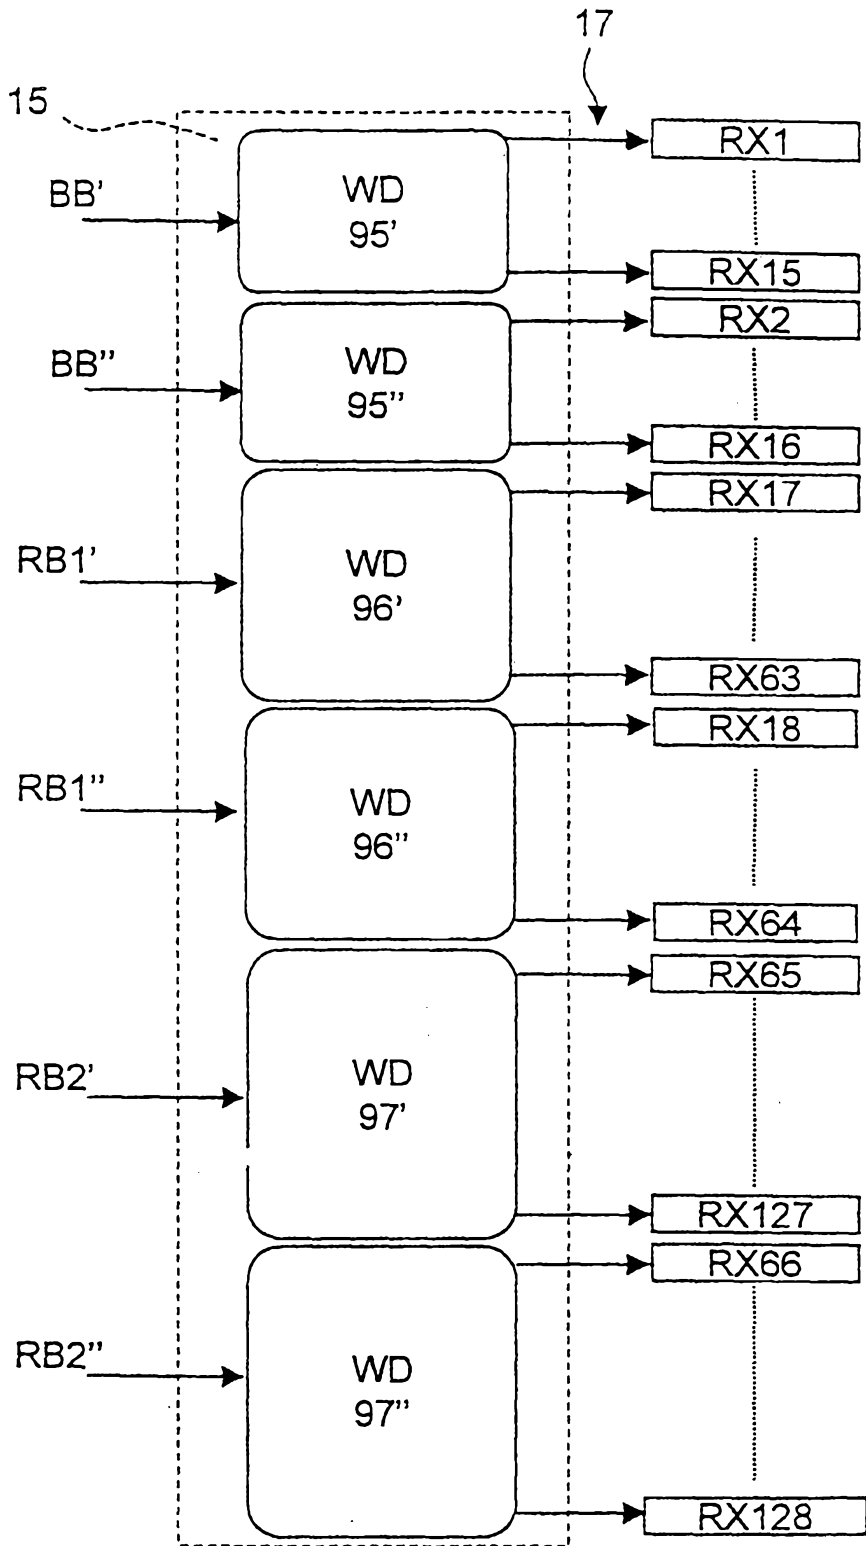 17
15
RX1
BB'
WD
95'
RX15
RX2
BB"
WD
95"
RX16
RX17
RB1'
WD
96'
RX63
RX18
RB1"
WD
96"
RX64
RX65
RB2'
WD
97'
RX127
RX66
RB2"
WD
97"
RX128